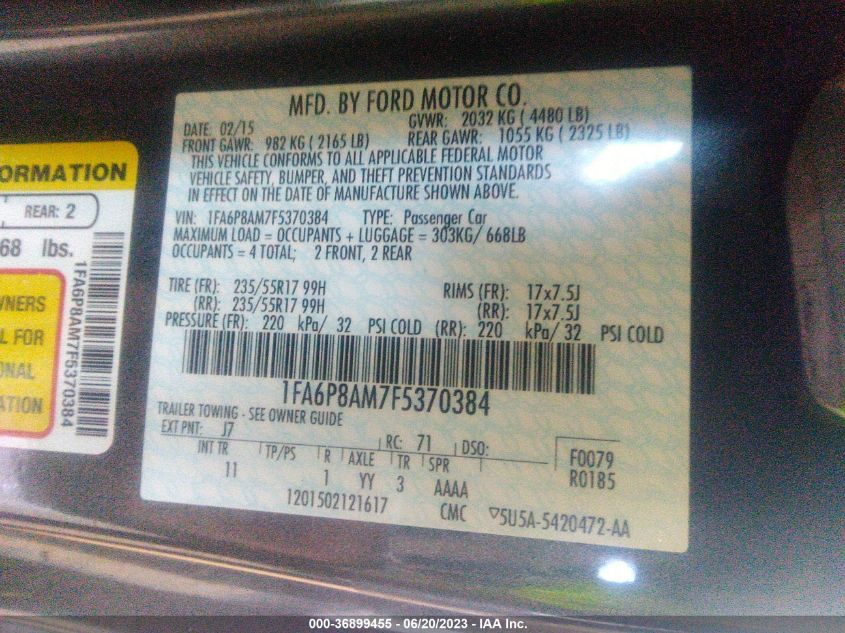 ORMATION
REAR: 2
68 lbs.
1FA6P8AM7F5370384
WNERS
L FOR
ONAL
ATION
MFD. BY FORD MOTOR CO.
DATE: 02/15 GVWR: 2032 KG ( 4480 LB)
FRONT GAWR: 982 KG ( 2165 LB) REAR GAWR: 1055 KG ( 2325 LB)
THIS VEHICLE CONFORMS TO ALL APPLICABLE FEDERAL MOTOR
VEHICLE SAFETY, BUMPER, AND THEFT PREVENTION STANDARDS
IN EFFECT ON THE DATE OF MANUFACTURE SHOWN ABOVE.
VIN: 1FA6P8AM7F5370384 TYPE: Passenger Car
MAXIMUM LOAD = OCCUPANTS + LUGGAGE = 303KG/ 668LB
OCCUPANTS = 4 TOTAL; 2 FRONT, 2 REAR
TIRE (FR): 235/55R17 99H RIMS (FR): 17x7.5J
(RR): 235/55R17 99H (RR): 17x7.5J
PRESSURE (FR): 220 kPa/ 32 PSI COLD (RR): 220 kPa/ 32 PSI COLD
1FA6P8AM7F5370384
TRAILER TOWING - SEE OWNER GUIDE
EXT PNT: J7 RC: 71 DSO:
INT TR TP/PS R AXLE TR SPR F0079
11 1 YY 3 AAAA R0185
1201502121617 CMC 5U5A-5420472-AA
000-36899455 - 06/20/2023 - IAA Inc.